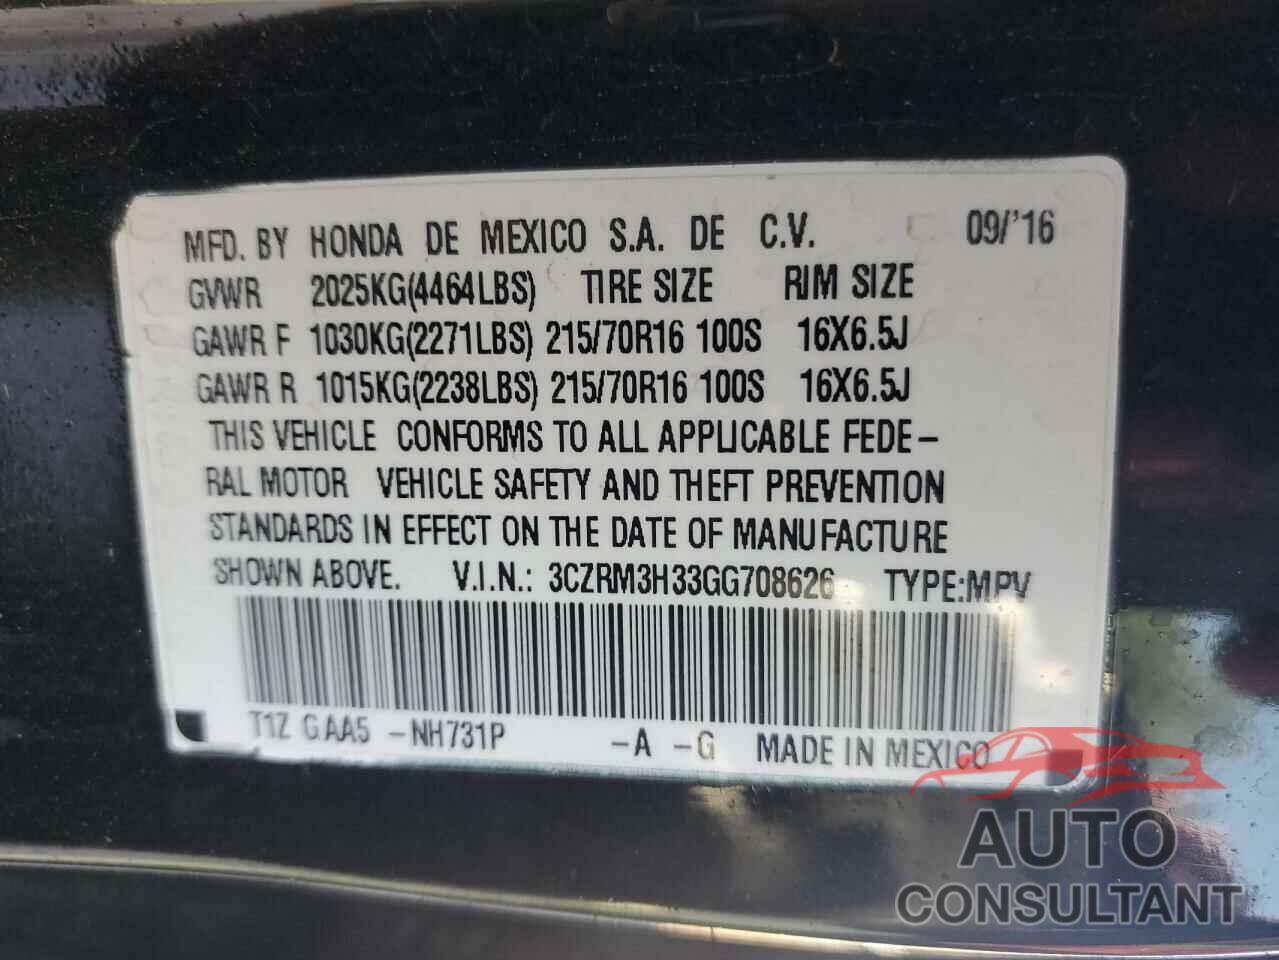 MFD. BY HONDA DE MEXICO S.A. DE C.V. 09/'16
GVWR 2025KG(4464LBS) TIRE SIZE RIM SIZE
GAWR F 1030KG(2271LBS) 215/70R16 100S 16X6.5J
GAWR R 1015KG(2238LBS) 215/70R16 100S 16X6.5J
THIS VEHICLE CONFORMS TO ALL APPLICABLE FEDE-
RAL MOTOR VEHICLE SAFETY AND THEFT PREVENTION
STANDARDS IN EFFECT ON THE DATE OF MANUFACTURE
SHOWN ABOVE. V.I.N.: 3CZRM3H33GG708626 TYPE:MPV
T1Z GAA5 -NH731P -A -G MADE IN MEXICO
AUTO
CONSULTANT